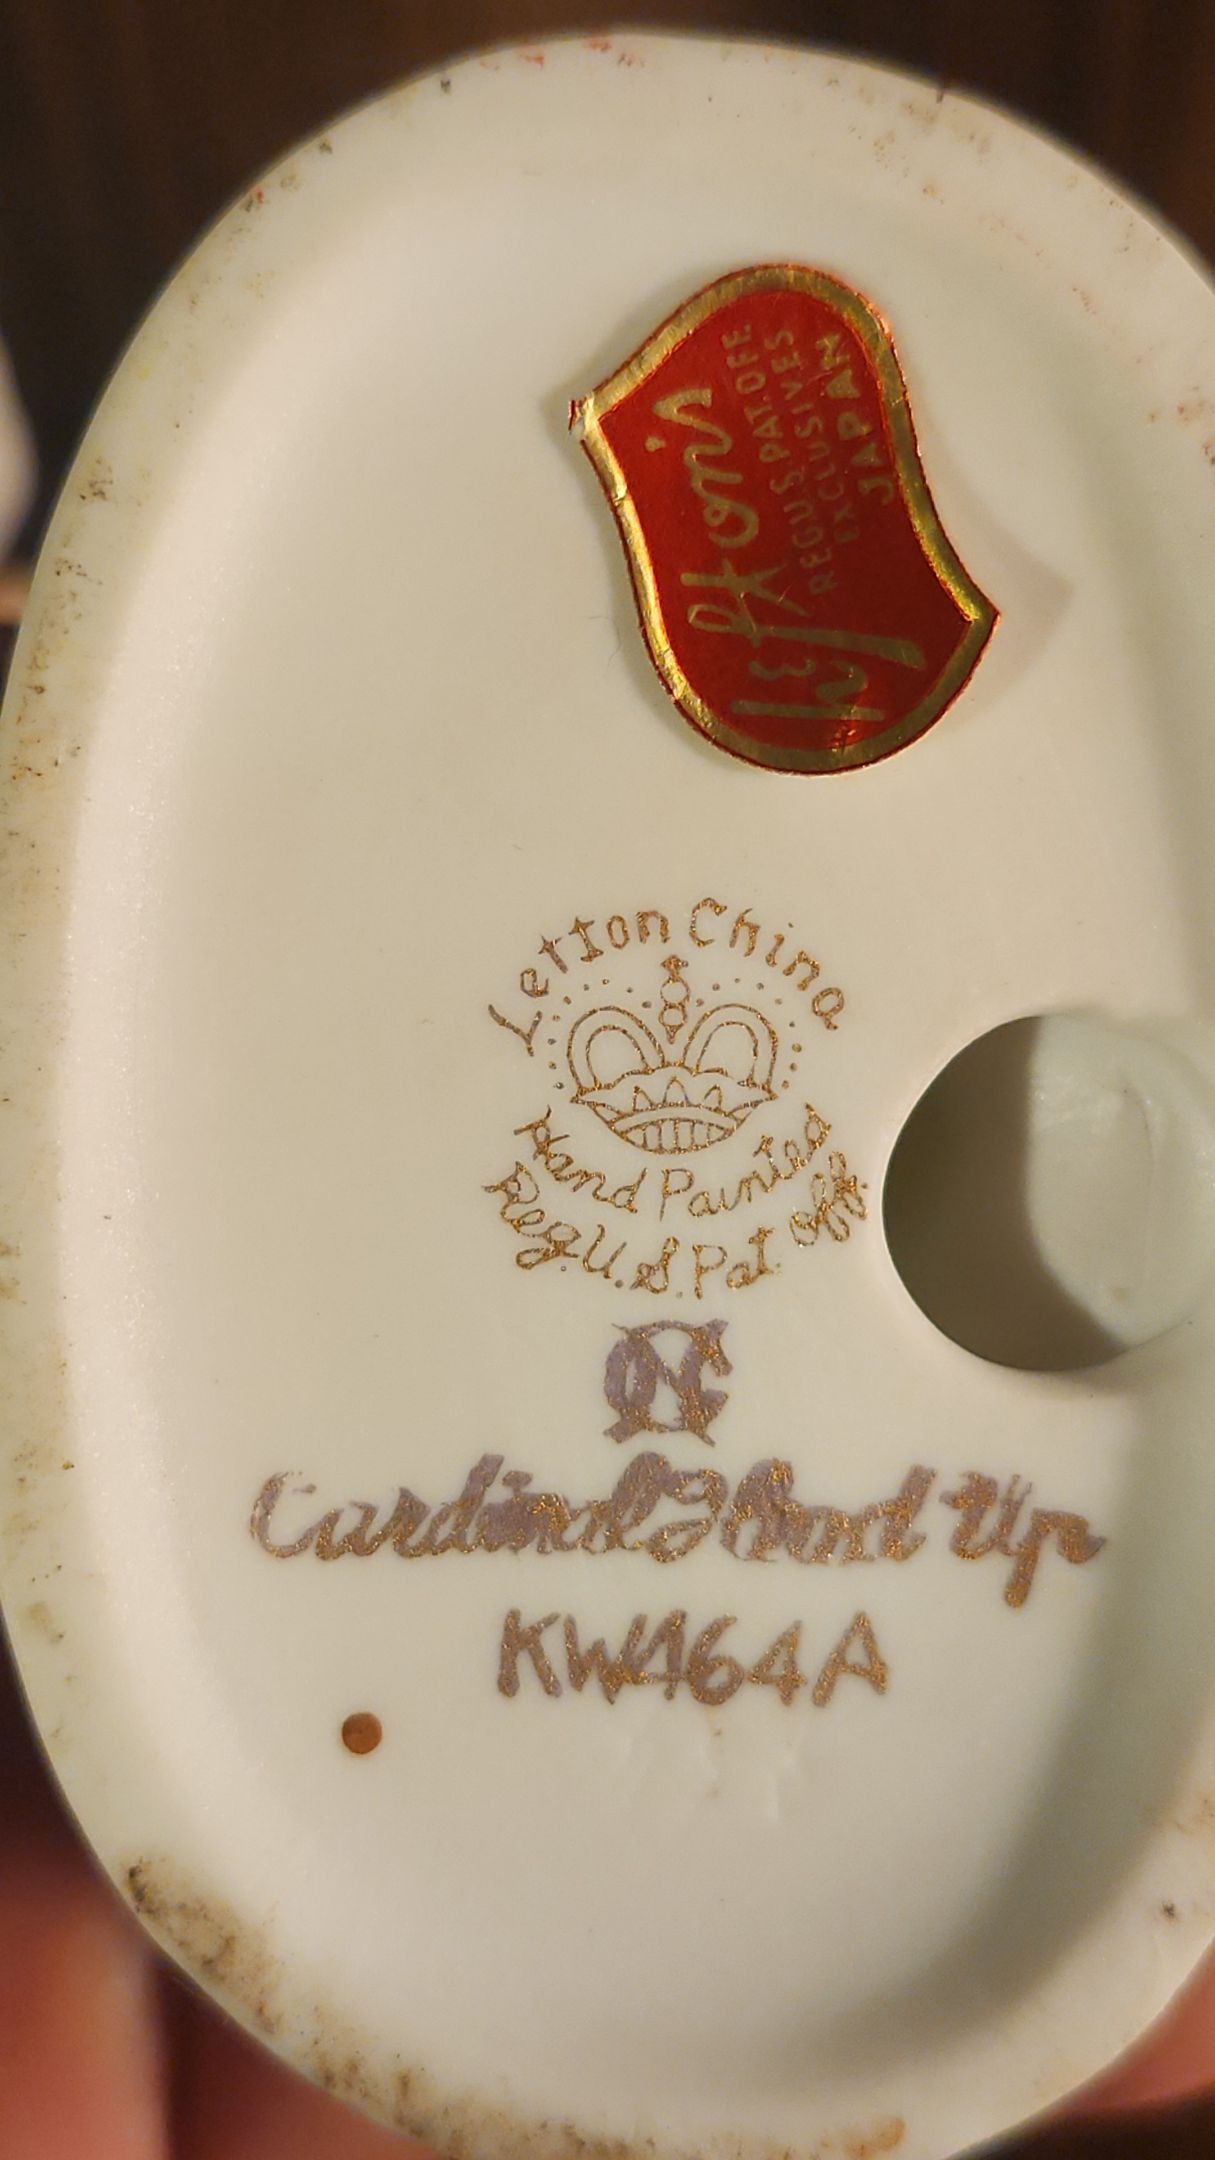 Lefton's
REG.U.S.PAT.OFF.
EXCLUSIVES
JAPAN
Lefton China
Hand Painted
Reg.U.S.Pat. Off.
Cardinal Head Up
KW464A